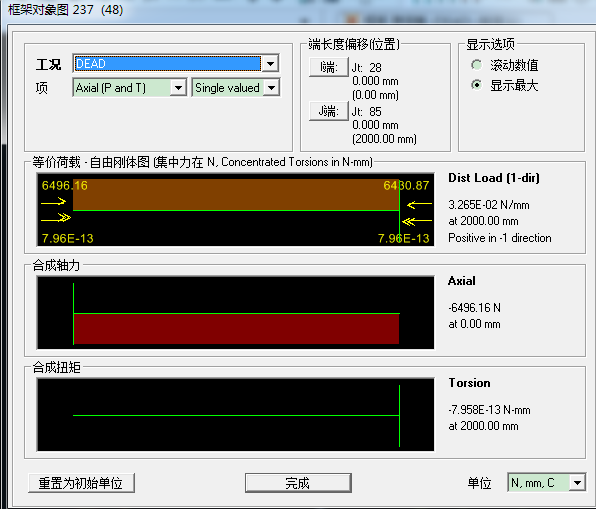 框架对象图 237  (48)
工况
DEAD
项
Axial (P and T)
Single valued
端长度偏移(位置)
I端:
Jt:  28
0.000 mm
(0.00 mm)
J端:
Jt:  85
0.000 mm
(2000.00 mm)
显示选项
滚动数值
显示最大
等价荷载 - 自由刚体图 (集中力在 N, Concentrated Torsions in N-mm)
6496.16
6430.87
7.96E-13
7.96E-13
Dist Load (1-dir)
3.265E-02 N/mm
at 2000.00 mm
Positive in -1 direction
合成轴力
Axial
-6496.16 N
at 0.00 mm
合成扭矩
Torsion
-7.958E-13 N-mm
at 2000.00 mm
重置为初始单位
完成
单位
N, mm, C